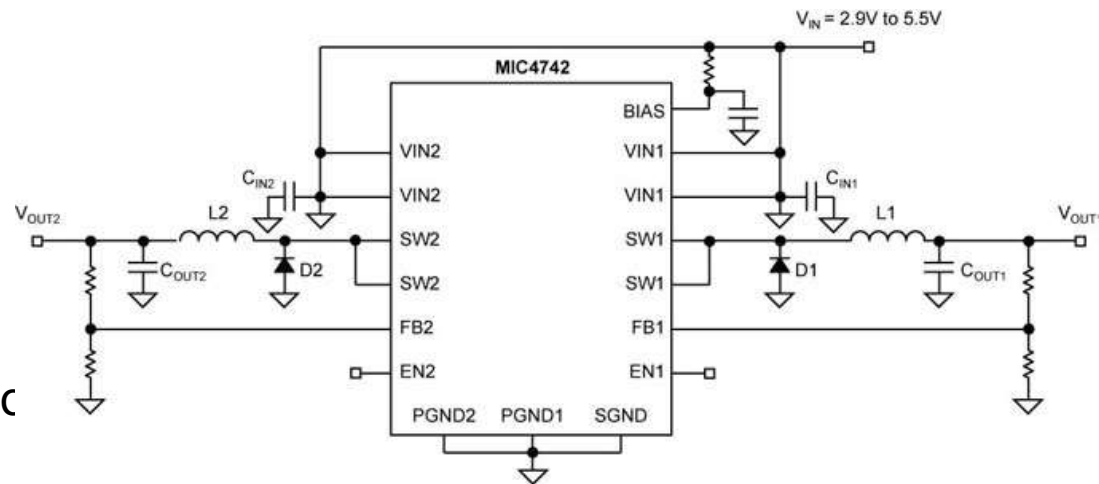 V_IN = 2.9V to 5.5V
MIC4742
BIAS
VIN2
VIN1
C_IN2
VIN2
VIN1
C_IN1
V_OUT2
L2
SW2
SW1
L1
V_OUT1
C_OUT2
D2
SW2
SW1
D1
C_OUT1
FB2
FB1
EN2
EN1
PGND2 PGND1 SGND